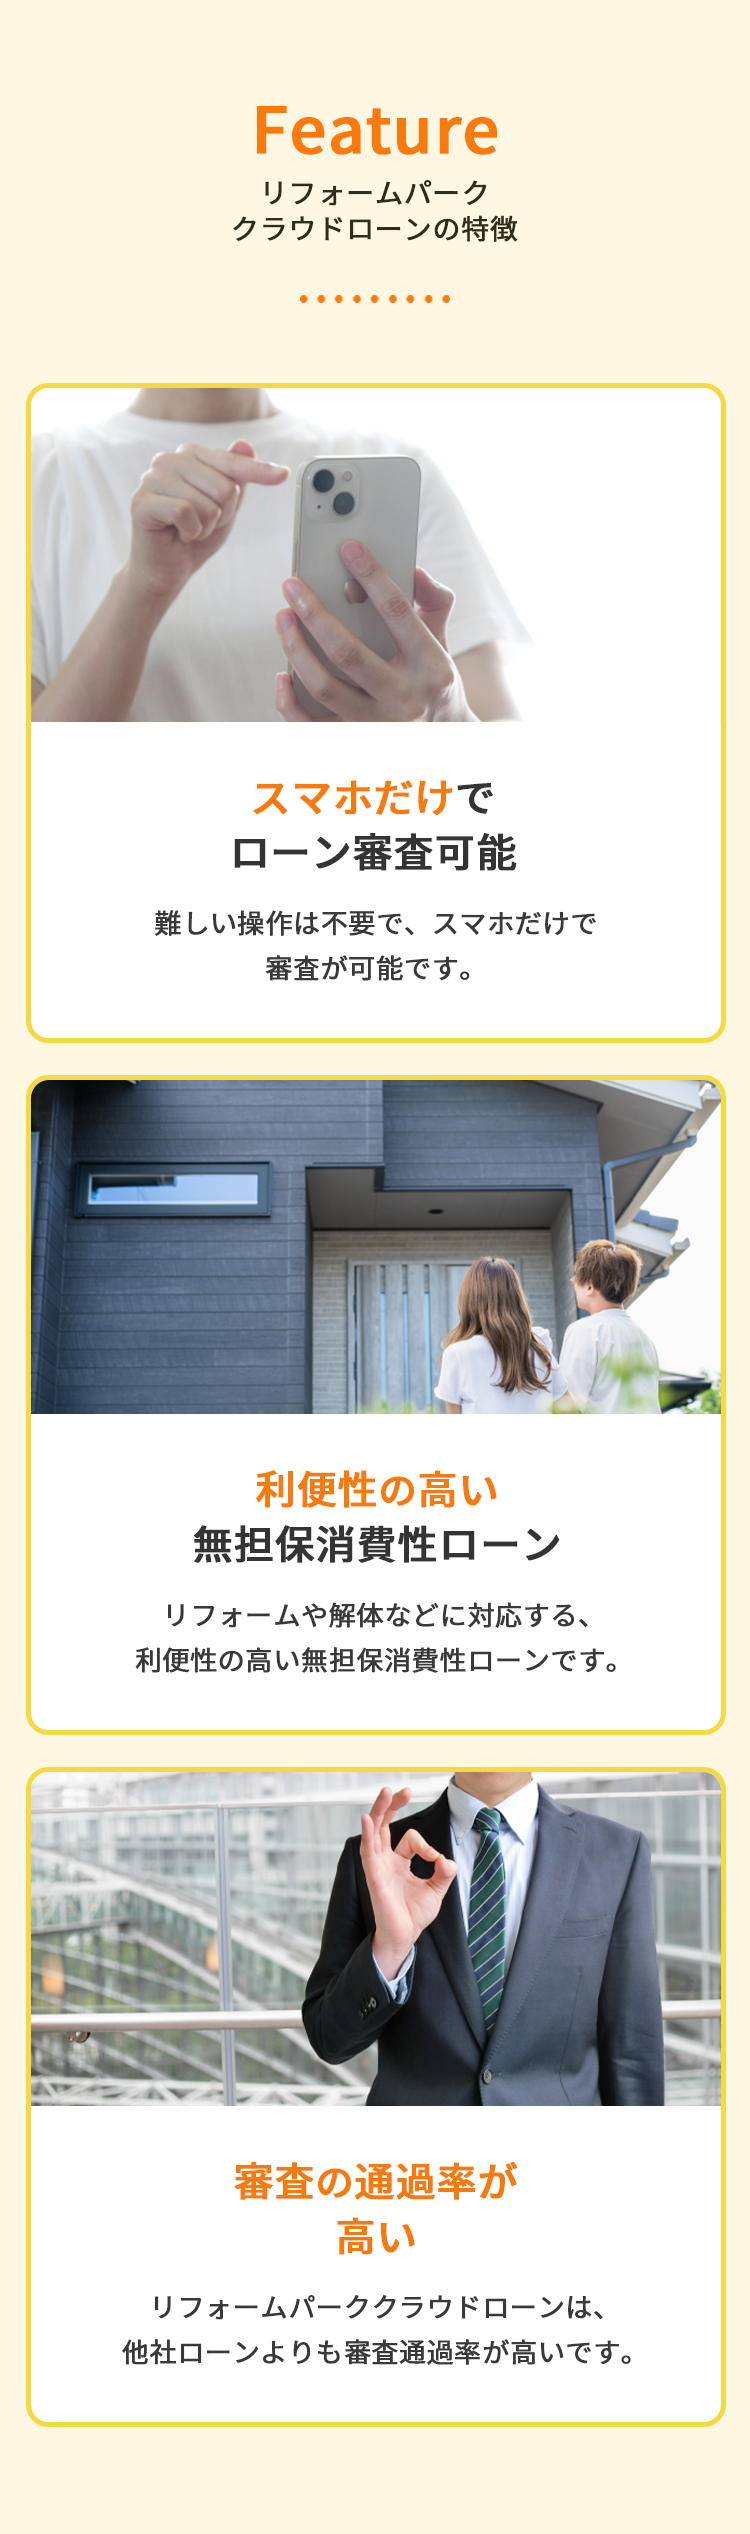 Feature
リフォームパーク
クラウドローンの特徴
スマホだけで
ローン審査可能
難しい操作は不要で、スマホだけで
審査が可能です。
利便性の高い
無担保消費性ローン
リフォームや解体などに対応する、
利便性の高い無担保消費性ローンです。
審査の通過率が
高い
リフォームパーククラウドローンは、
他社ローンよりも審査通過率が高いです。